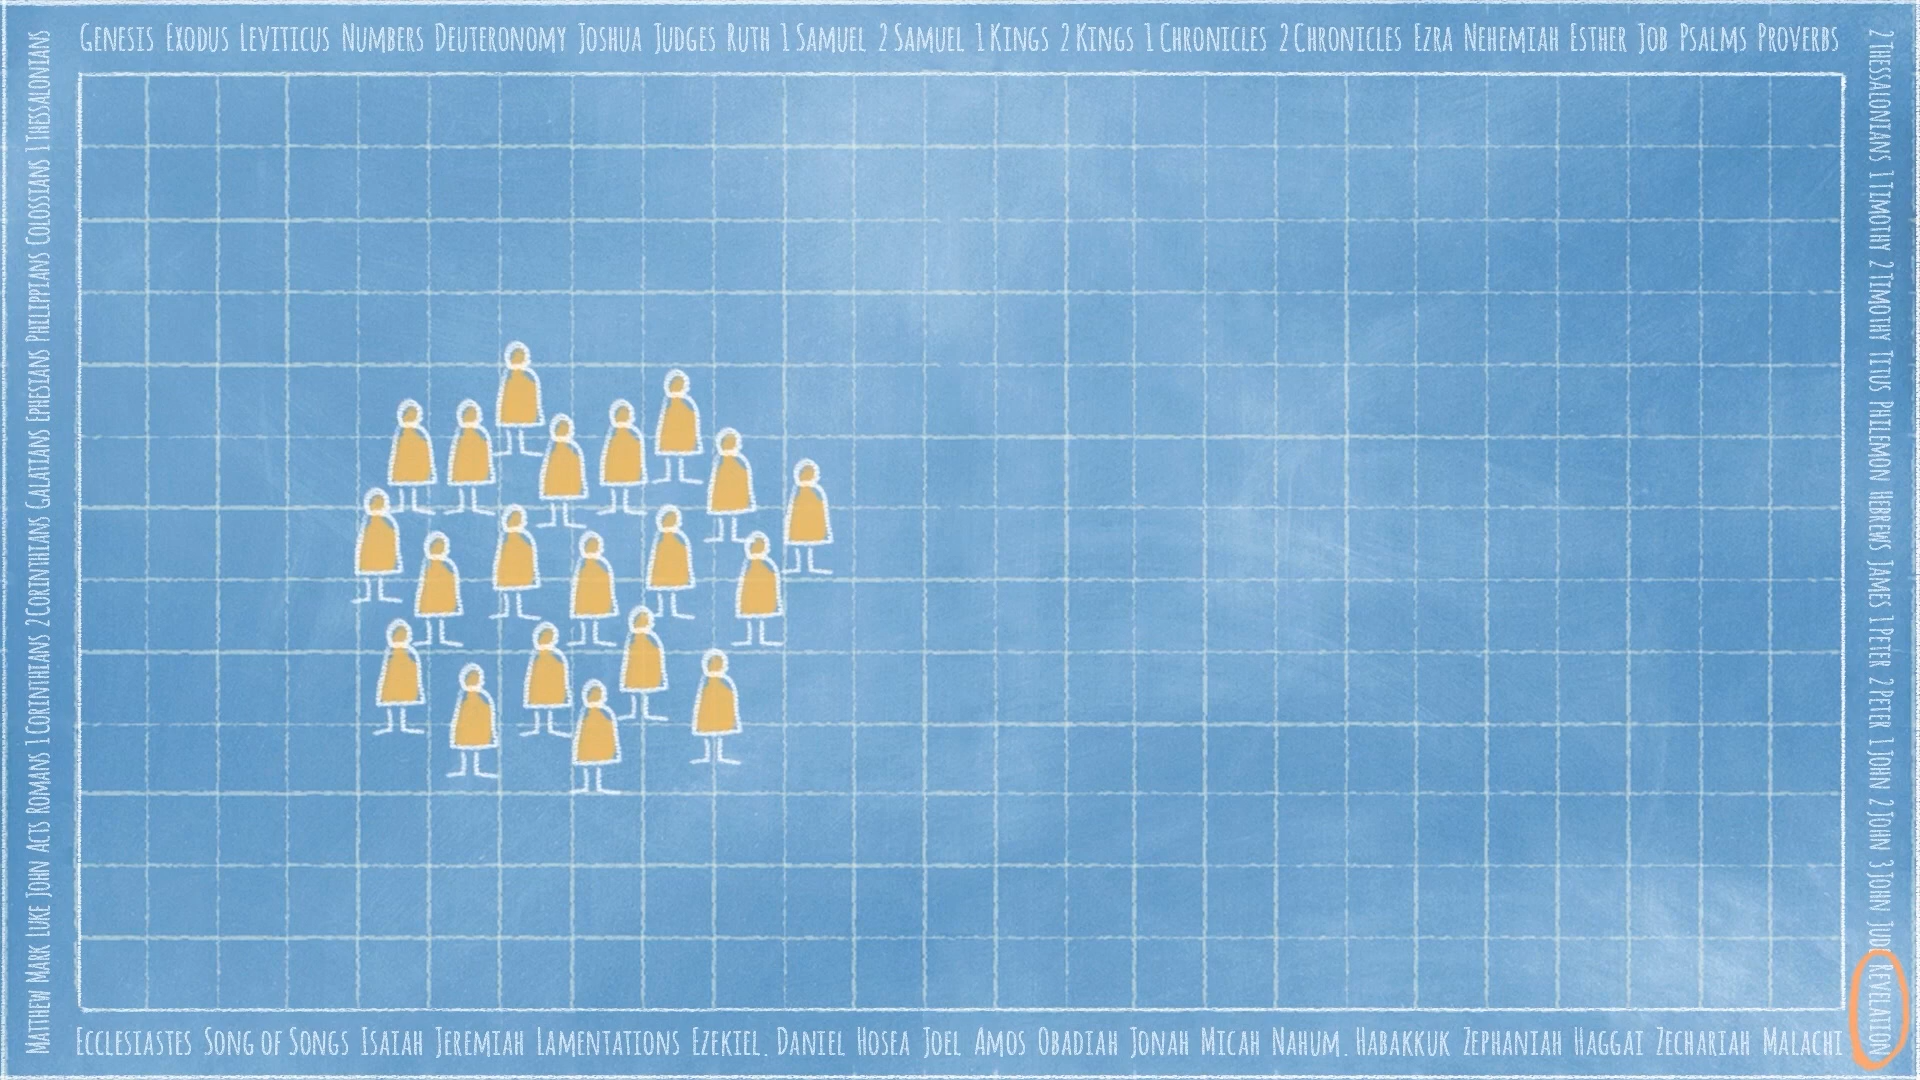 Genesis Exodus Leviticus Numbers Deuteronomy Joshua Judges Ruth 1 Samuel 2 Samuel 1 Kings 2 Kings 1 Chronicles 2 Chronicles Ezra Nehemiah Esther Job Psalms Proverbs
Ecclesiastes Song of Songs Isaiah Jeremiah Lamentations Ezekiel. Daniel Hosea Joel Amos Obadiah Jonah Micah Nahum. Habakkuk Zephaniah Haggai Zechariah Malachi
Matthew Mark Luke John Acts Romans 1 Corinthians 2 Corinthians Galatians Ephesians Philippians Colossians 1 Thessalonians
2 Thessalonians 1 Timothy 2 Timothy Titus Philemon Hebrews James 1 Peter 2 Peter 1 John 2 John 3 John Jude Revelation